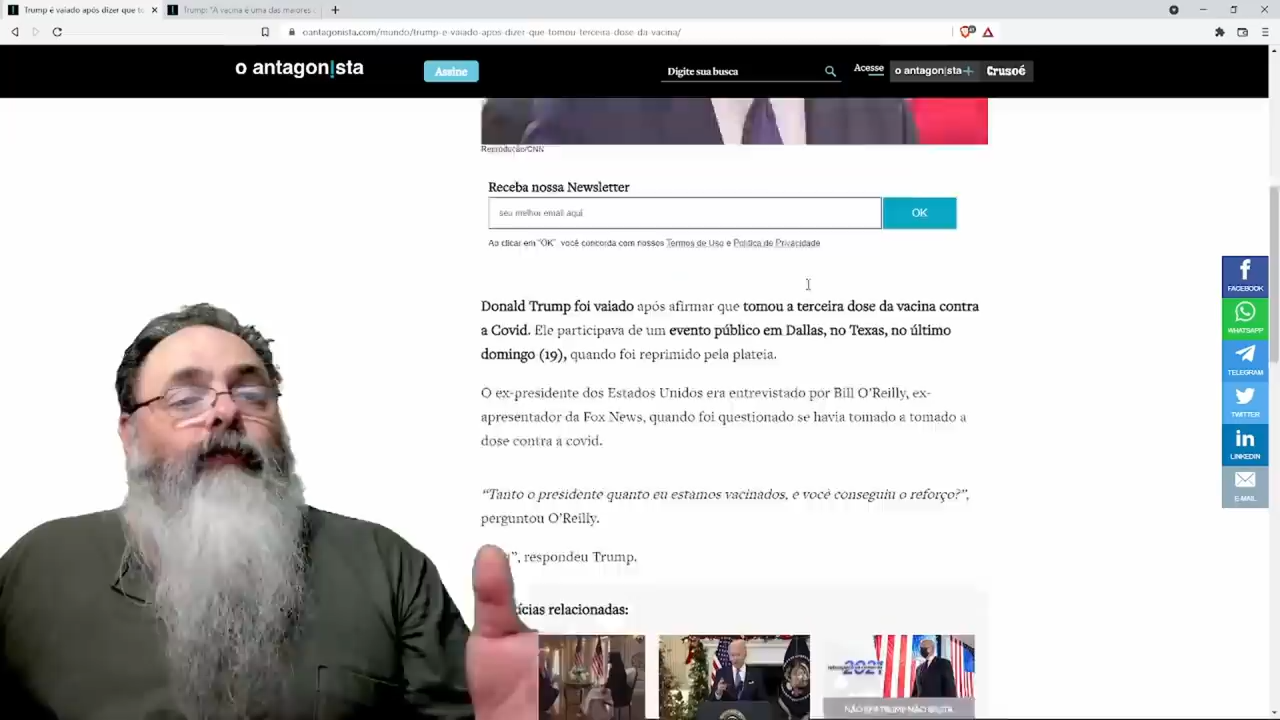 Trump é vaiado após dizer que to
Trump: "A vacina é uma das maiores
oantagonista.com/mundo/trump-e-vaiado-apos-dizer-que-tomou-terceira-dose-da-vacina/
o antagon!sta
Assine
Digite sua busca
Acesse
o antagon|sta+
Crusoé
Reprodução/CNN
Receba nossa Newsletter
seu melhor email aqui
OK
Ao clicar em "OK" você concorda com nossos Termos de Uso e Política de Privacidade
FACEBOOK
WHATSAPP
TELEGRAM
TWITTER
LINKEDIN
E-MAIL
Donald Trump foi vaiado após afirmar que tomou a terceira dose da vacina contra
a Covid. Ele participava de um evento público em Dallas, no Texas, no último
domingo (19), quando foi reprimido pela plateia.
O ex-presidente dos Estados Unidos era entrevistado por Bill O'Reilly, ex-
apresentador da Fox News, quando foi questionado se havia tomado a tomado a
dose contra a covid.
“Tanto o presidente quanto eu estamos vacinados, e você conseguiu o reforço?”,
perguntou O'Reilly.
”, respondeu Trump.
ícias relacionadas:
2021